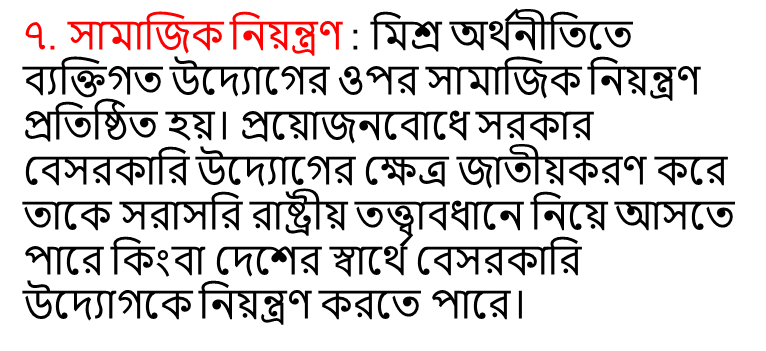 ৭. সামাজিক নিয়ন্ত্রণ : মিশ্র অর্থনীতিতে
ব্যক্তিগত উদ্যোগের ওপর সামাজিক নিয়ন্ত্রণ
প্রতিষ্ঠিত হয়। প্রয়োজনবোধে সরকার
বেসরকারি উদ্যোগের ক্ষেত্র জাতীয়করণ করে
তাকে সরাসরি রাষ্ট্রীয় তত্ত্বাবধানে নিয়ে আসতে
পারে কিংবা দেশের স্বার্থে বেসরকারি
উদ্যোগকে নিয়ন্ত্রণ করতে পারে।